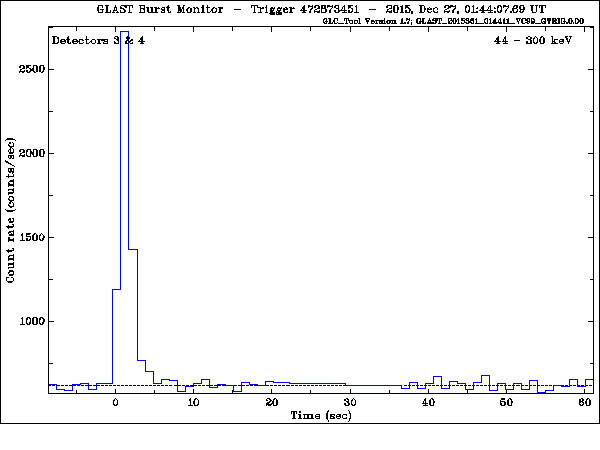 GLAST Burst Monitor - Trigger 472873451 - 2015, Dec 27, 01:44:07.69 UT
GLC_Tool Version 1.7; GLAST_2015361_014411_VC99_GTRIG.0.00
Detectors 3 & 4
44 - 300 keV
Count rate (counts/sec)
2500
2000
1500
1000
0 10 20 30 40 50 60
Time (sec)